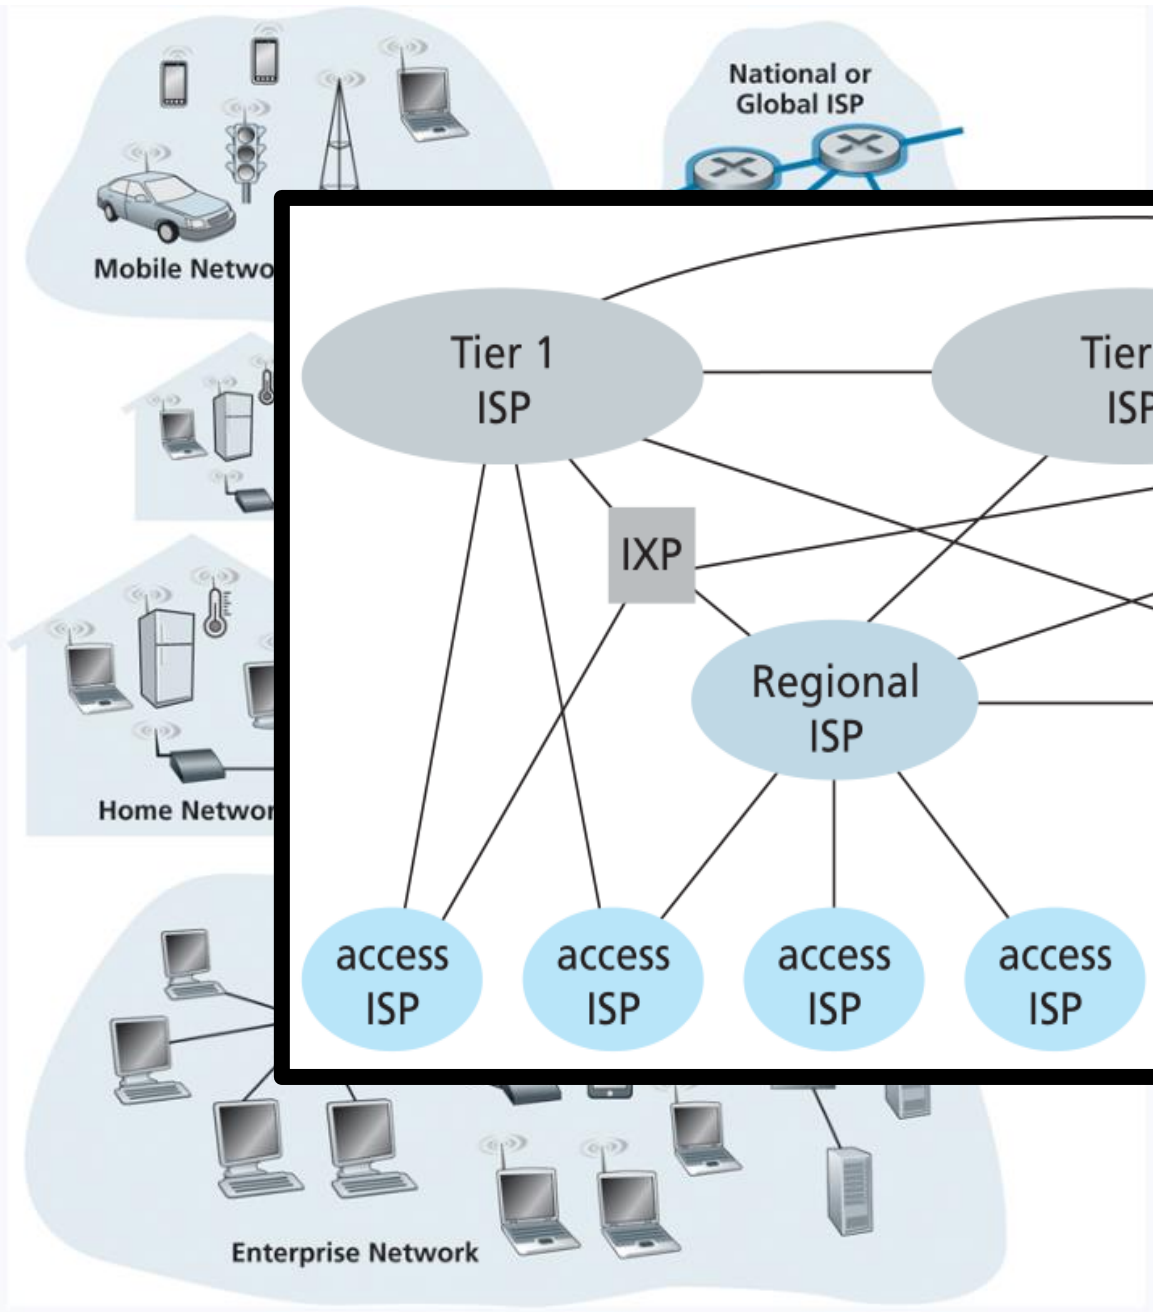 National or
Global ISP
Mobile Netwo
Tier 1
ISP
Tier
ISP
IXP
Regional
ISP
Home Networ
access
ISP
access
ISP
access
ISP
access
ISP
Enterprise Network